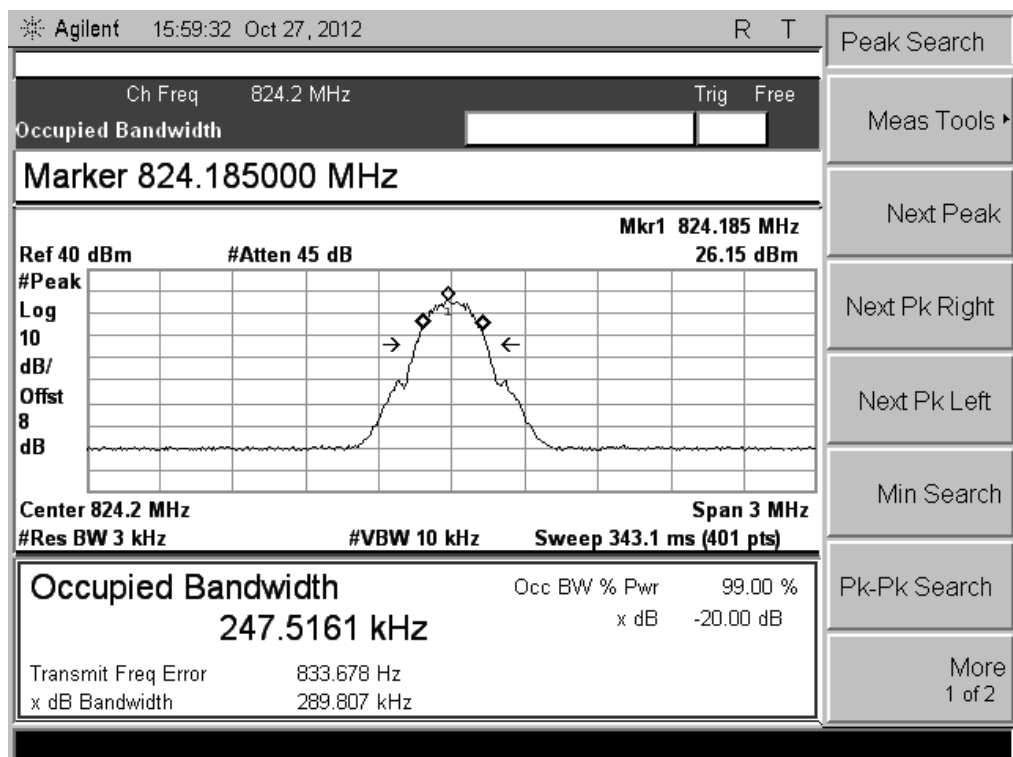 Agilent 15:59:32 Oct 27, 2012 R T
Peak Search
Ch Freq 824.2 MHz Trig Free
Occupied Bandwidth
Meas Tools
Marker 824.185000 MHz
Next Peak
Mkr1 824.185 MHz
Ref 40 dBm #Atten 45 dB 26.15 dBm
#Peak
Log
10
dB/
Offst
8
dB
1
Next Pk Right
Next Pk Left
Center 824.2 MHz Span 3 MHz
#Res BW 3 kHz #VBW 10 kHz Sweep 343.1 ms (401 pts)
Min Search
Occupied Bandwidth Occ BW % Pwr 99.00 %
247.5161 kHz x dB -20.00 dB
Pk-Pk Search
Transmit Freq Error 833.678 Hz
x dB Bandwidth 289.807 kHz
More
1 of 2